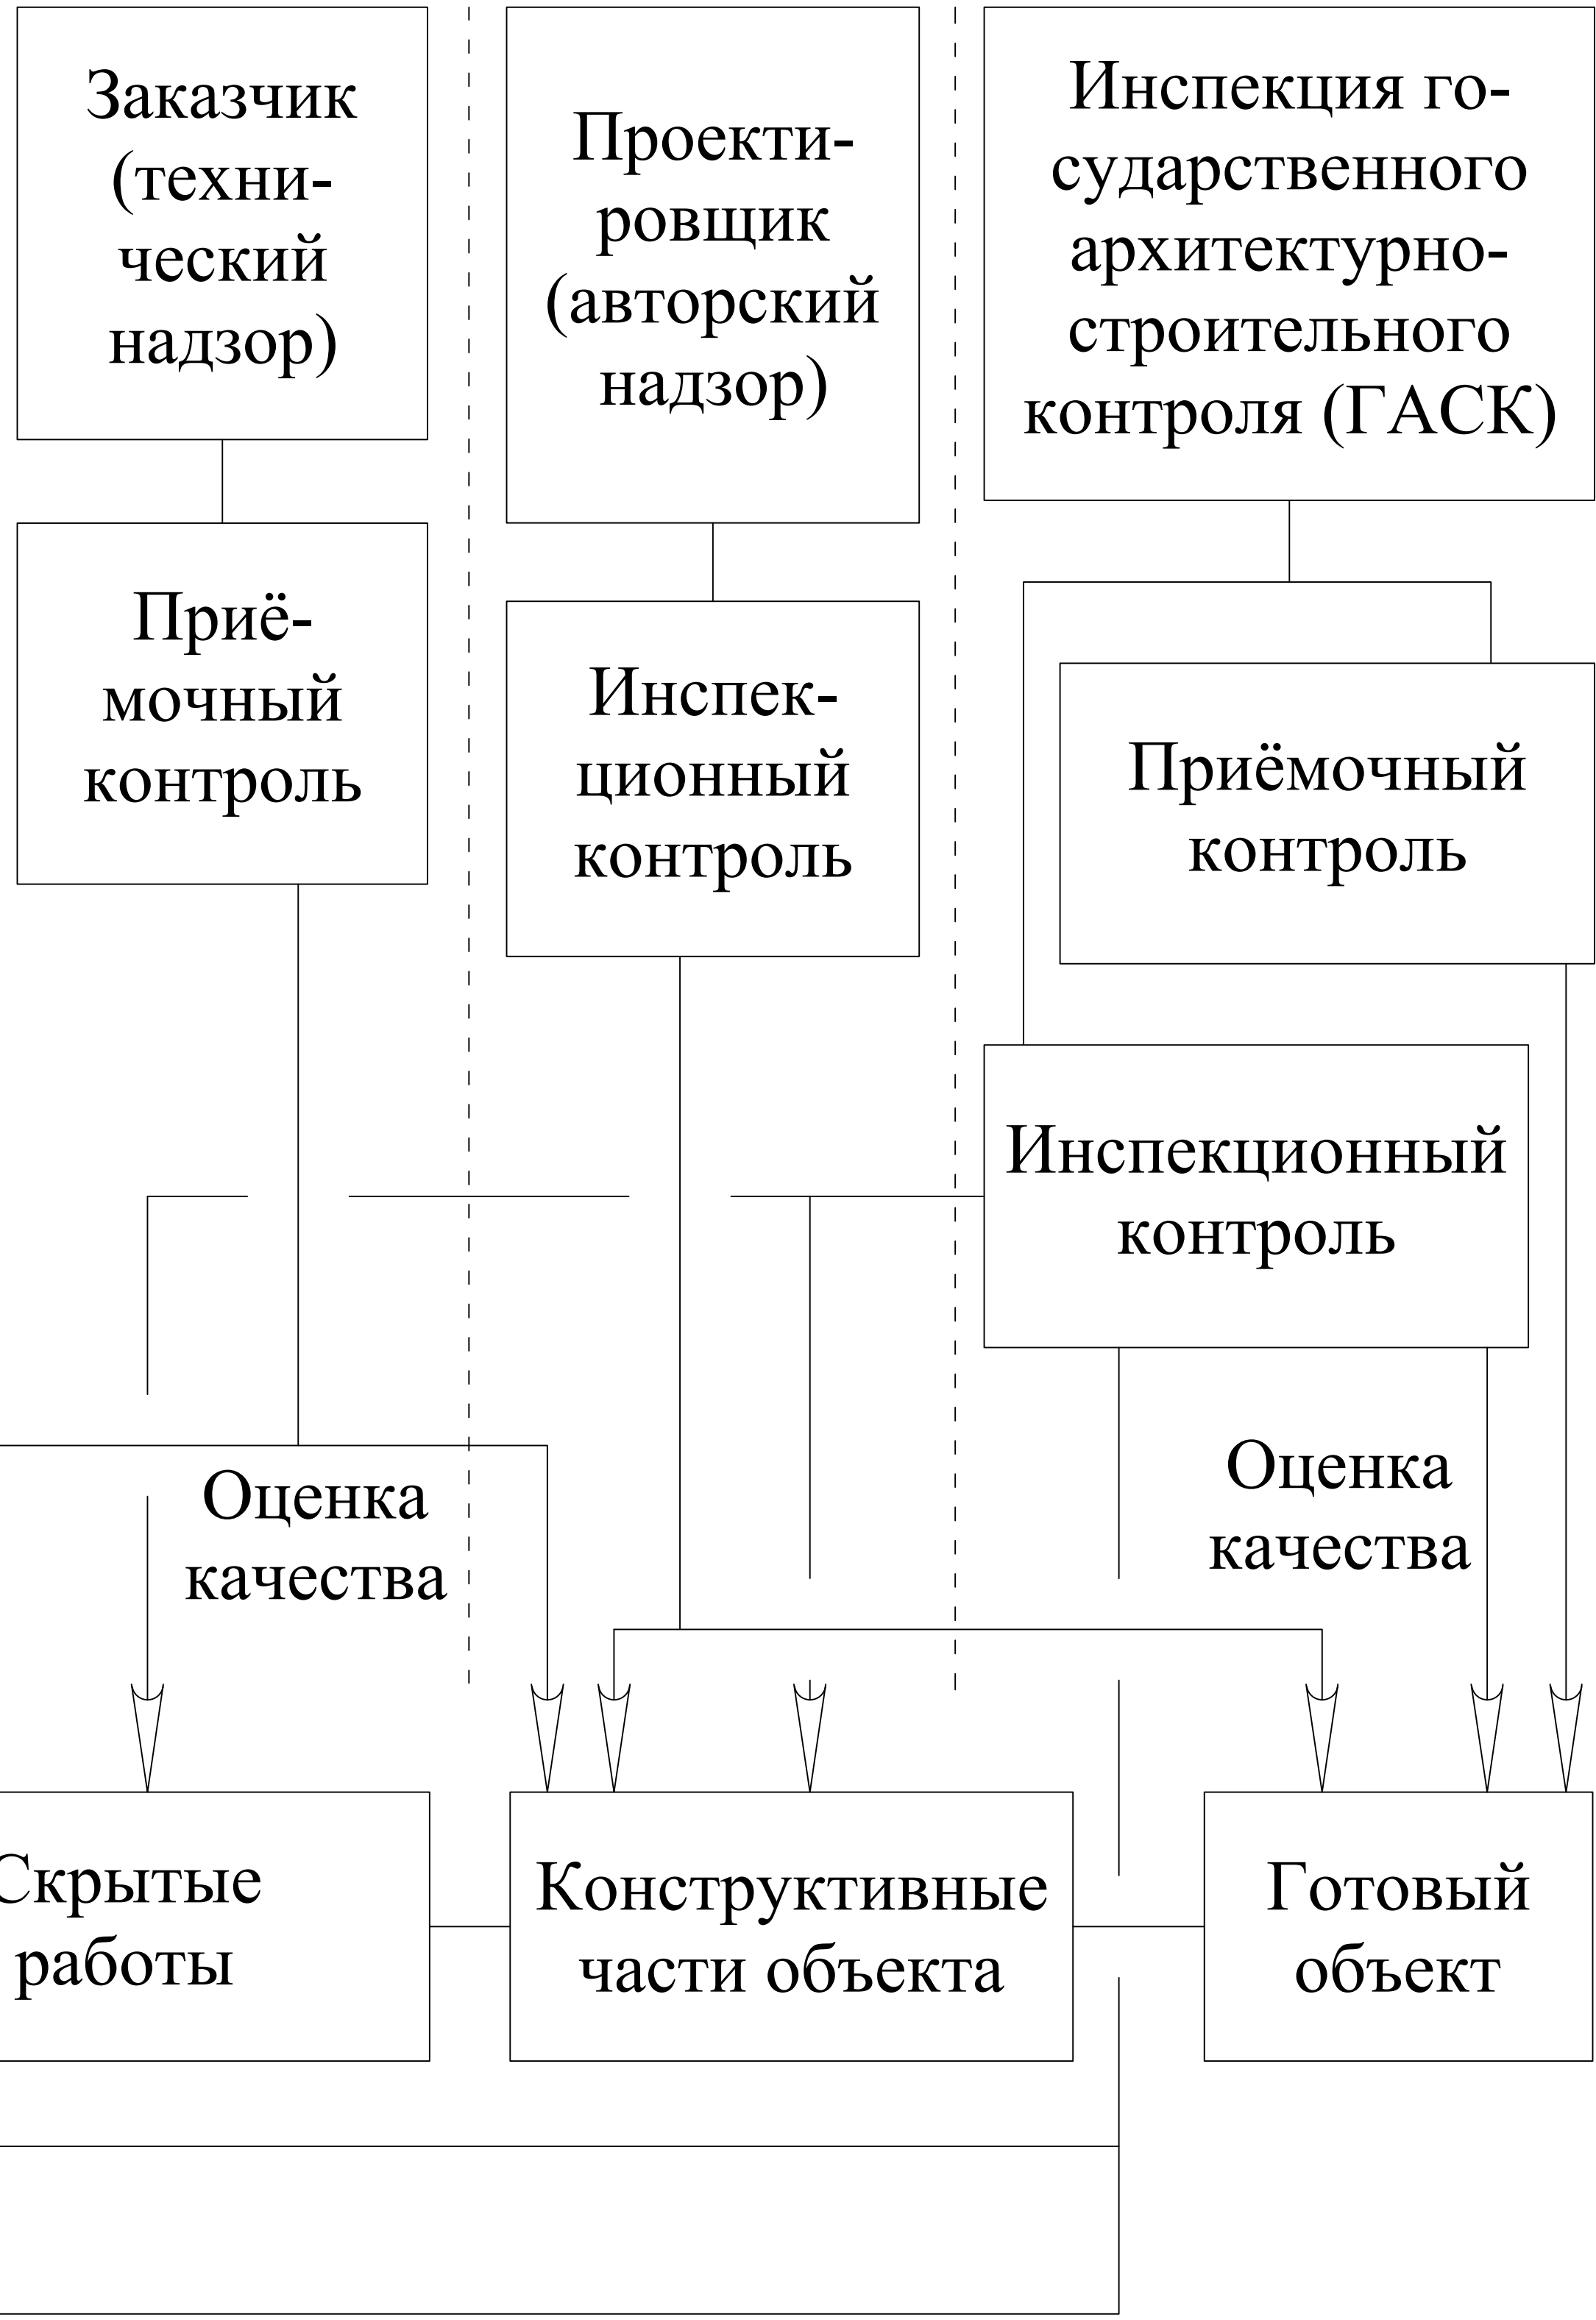 Заказчик
(техни-
ческий
надзор)
Проекти-
ровщик
(авторский
надзор)
Инспекция го-
сударственного
архитектурно-
строительного
контроля (ГАСК)
Приё-
мочный
контроль
Инспек-
ционный
контроль
Приёмочный
контроль
Инспекционный
контроль
Оценка
качества
Оценка
качества
Скрытые
работы
Конструктивные
части объекта
Готовый
объект